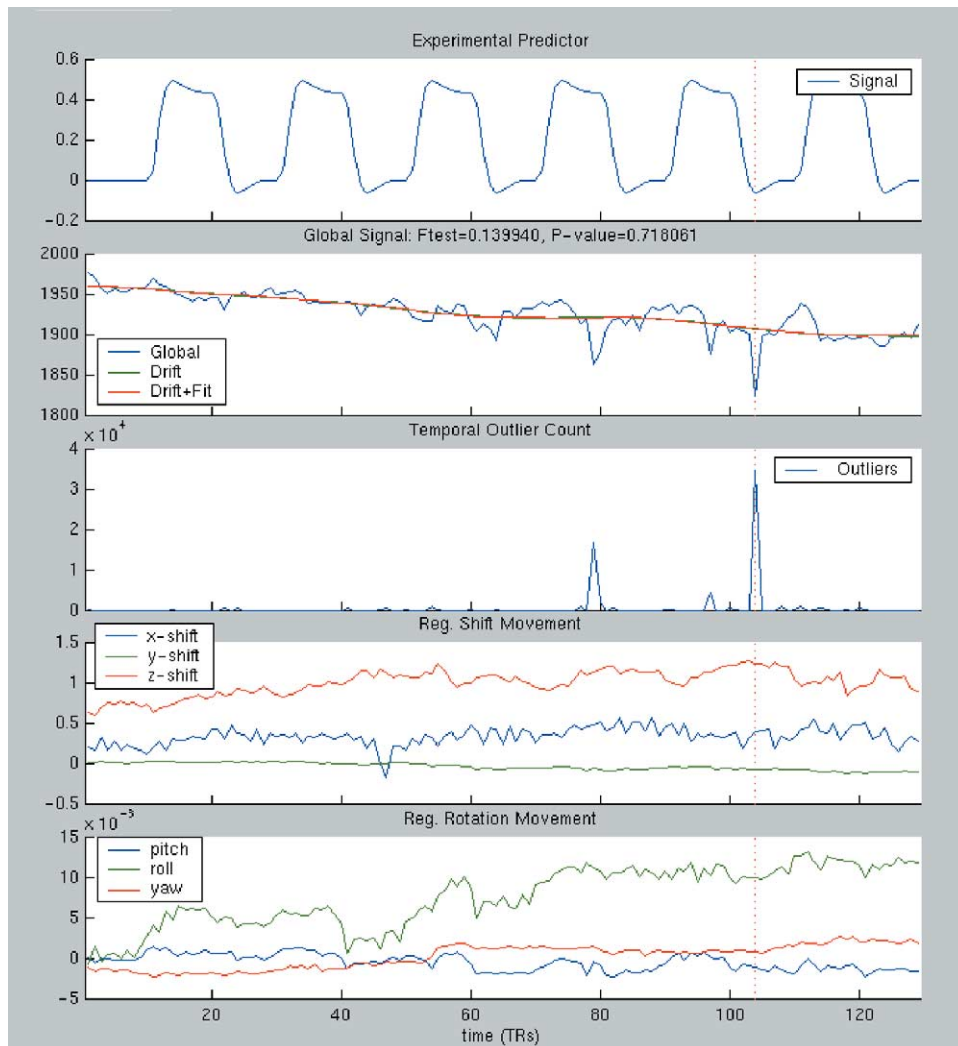 Experimental Predictor
0.6
0.4
0.2
0
-0.2
Signal
Global Signal: Ftest=0.139940, P-value=0.718061
2000
1950
1900
1850
1800
Global
Drift
Drift+Fit
× 10⁴
Temporal Outlier Count
4
3
2
1
0
Outliers
Reg. Shift Movement
1.5
1
0.5
0
-0.5
x-shift
y-shift
z-shift
× 10⁻³
Reg. Rotation Movement
15
10
5
0
-5
pitch
roll
yaw
20 40 60 80 100 120
time (TRs)